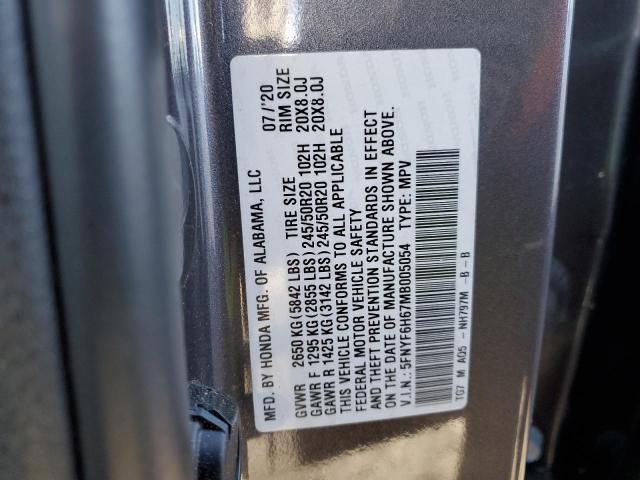 MFD. BY HONDA MFG. OF ALABAMA, LLC 07/'20
GVWR 2650 KG(5842 LBS) TIRE SIZE RIM SIZE
GAWR F 1295 KG(2855 LBS)245/50R20 102H 20X8.0J
GAWR R 1425 KG(3142 LBS)245/50R20 102H 20X8.0J
THIS VEHICLE CONFORMS TO ALL APPLICABLE
FEDERAL MOTOR VEHICLE SAFETY
AND THEFT PREVENTION STANDARDS IN EFFECT
ON THE DATE OF MANUFACTURE SHOWN ABOVE.
V.I.N.: 5FNYF6H67MB005054 TYPE: MPV
TG7 M A05 - NH797M -B -B